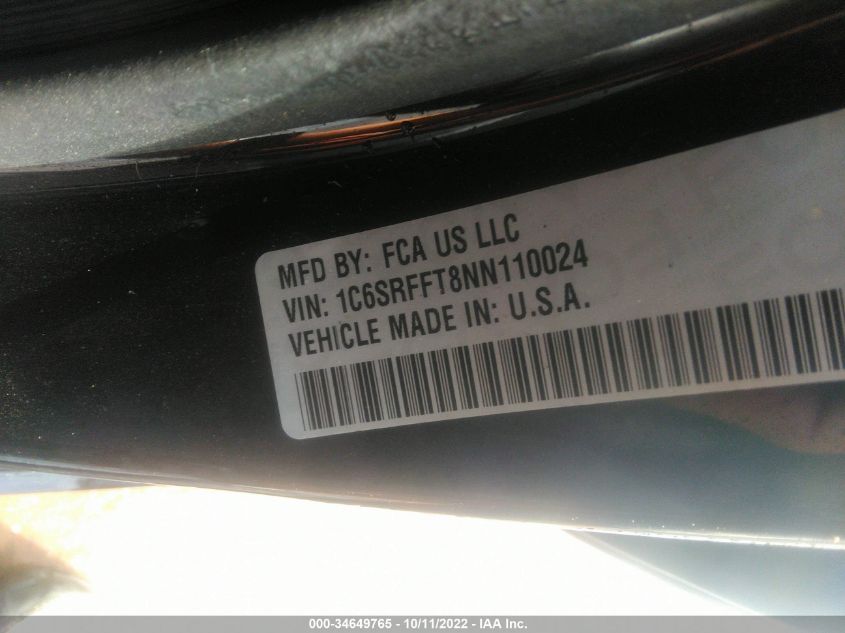 MFD BY: FCA US LLC
VIN: 1C6SRFFT8NN110024
VEHICLE MADE IN: U.S.A.
000-34649765 - 10/11/2022 - IAA Inc.